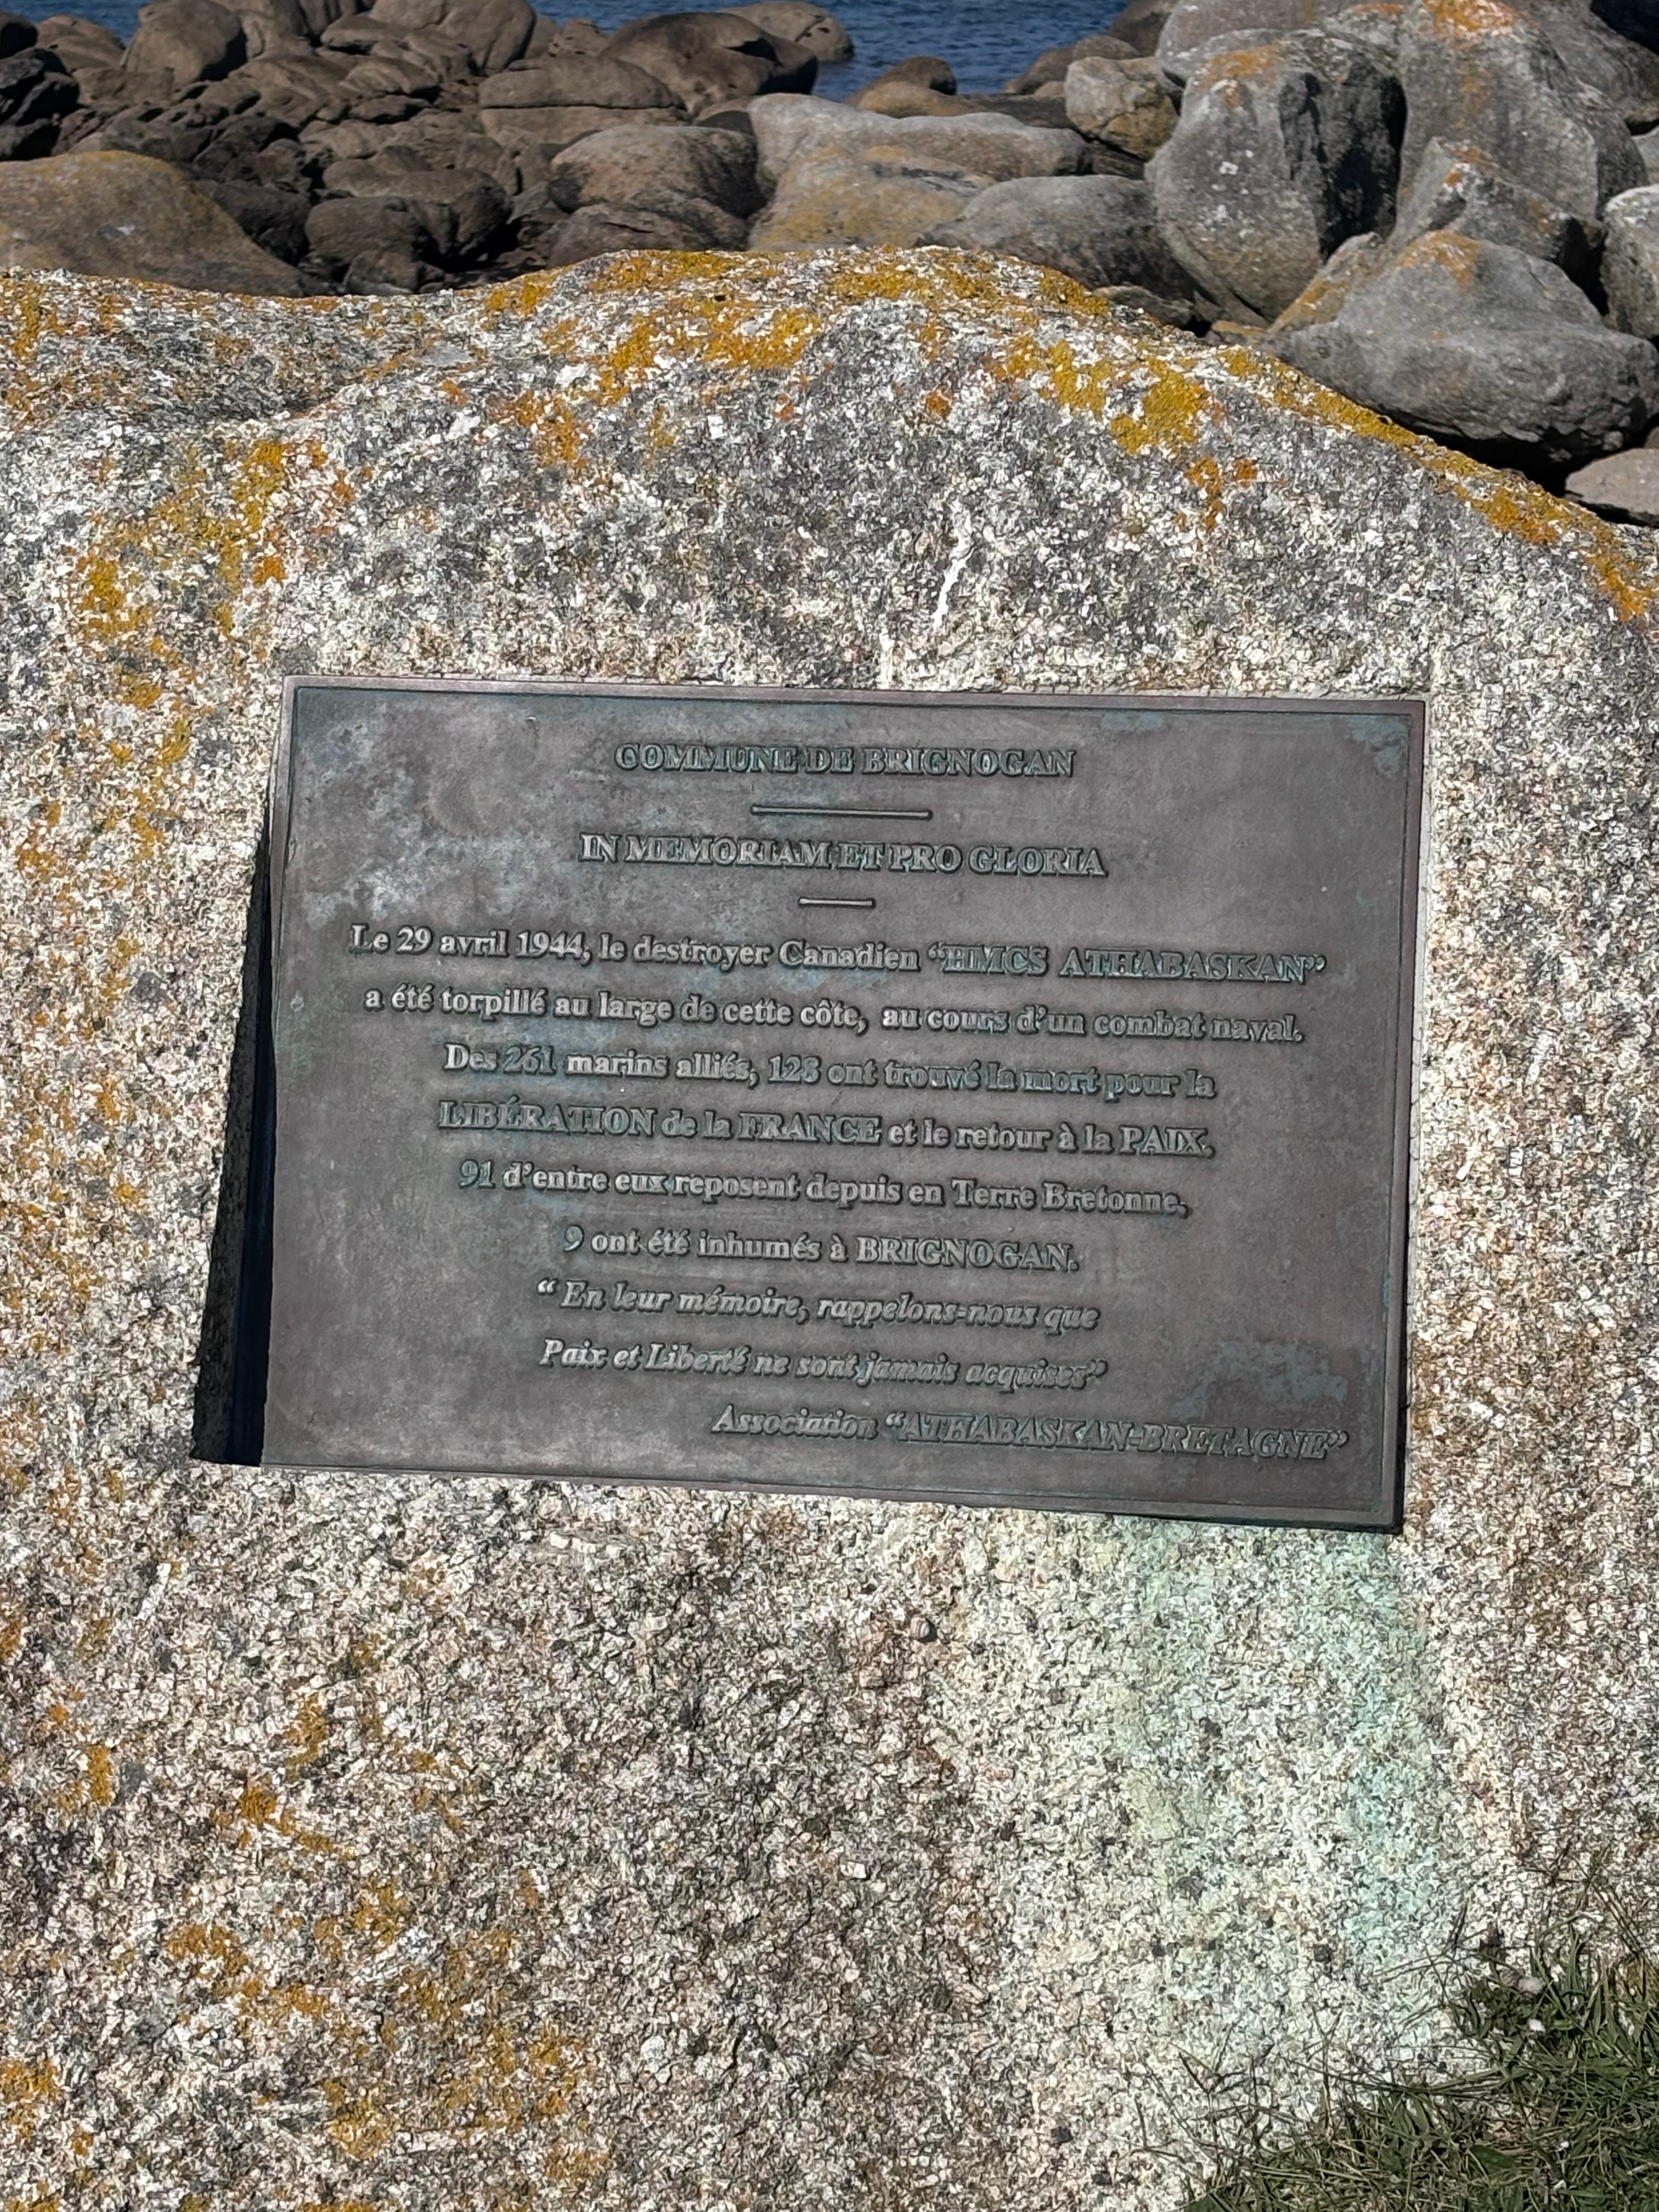 COMMUNE DE BRIGNOGAN
IN MEMORIAM ET PRO GLORIA
Le 29 avril 1944, le destroyer Canadien “HMCS ATHABASKAN”
a été torpillé au large de cette côte, au cours d’un combat naval.
Des 261 marins alliés, 128 ont trouvé la mort pour la
LIBÉRATION de la FRANCE et le retour à la PAIX.
91 d’entre eux reposent depuis en Terre Bretonne.
9 ont été inhumés à BRIGNOGAN.
“ En leur mémoire, rappelons-nous que
Paix et Liberté ne sont jamais acquises”
Association “ATHABASKAN-BRETAGNE”